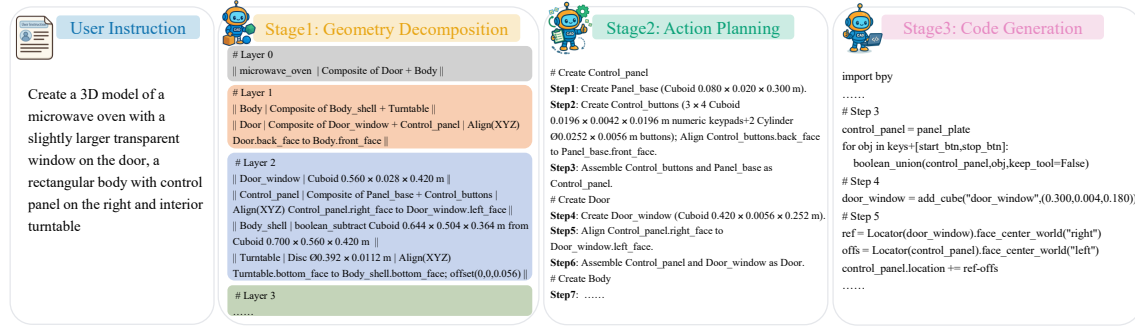 User Instruction
Create a 3D model of a
microwave oven with a
slightly larger transparent
window on the door, a
rectangular body with control
panel on the right and interior
turntable
Stage1: Geometry Decomposition
# Layer 0
|| microwave_oven | Composite of Door + Body ||
# Layer 1
|| Body | Composite of Body_shell + Turntable ||
|| Door | Composite of Door_window + Control_panel | Align(XYZ)
Door.back_face to Body.front_face ||
# Layer 2
|| Door_window | Cuboid 0.560 × 0.028 × 0.420 m ||
|| Control_panel | Composite of Panel_base + Control_buttons |
Align(XYZ) Control_panel.right_face to Door_window.left_face ||
|| Body_shell | boolean_subtract Cuboid 0.644 × 0.504 × 0.364 m from
Cuboid 0.700 × 0.560 × 0.420 m ||
|| Turntable | Disc Ø0.392 × 0.0112 m | Align(XYZ)
Turntable.bottom_face to Body_shell.bottom_face; offset(0,0,0.056) ||
# Layer 3
......
Stage2: Action Planning
# Create Control_panel
Step1: Create Panel_base (Cuboid 0.080 × 0.020 × 0.300 m).
Step2: Create Control_buttons (3 × 4 Cuboid
0.0196 × 0.0042 × 0.0196 m numeric keypads+2 Cylinder
Ø0.0252 × 0.0056 m buttons); Align Control_buttons.back_face
to Panel_base.front_face.
Step3: Assemble Control_buttons and Panel_base as
Control_panel.
# Create Door
Step4: Create Door_window (Cuboid 0.420 × 0.0056 × 0.252 m).
Step5: Align Control_panel.right_face to
Door_window.left_face.
Step6: Assemble Control_panel and Door_window as Door.
# Create Body
Step7: ......
Stage3: Code Generation
import bpy
......
# Step 3
control_panel = panel_plate
for obj in keys+[start_btn,stop_btn]:
boolean_union(control_panel,obj,keep_tool=False)
# Step 4
door_window = add_cube("door_window",(0.300,0.004,0.180))
# Step 5
ref = Locator(door_window).face_center_world("right")
offs = Locator(control_panel).face_center_world("left")
control_panel.location += ref-offs
......